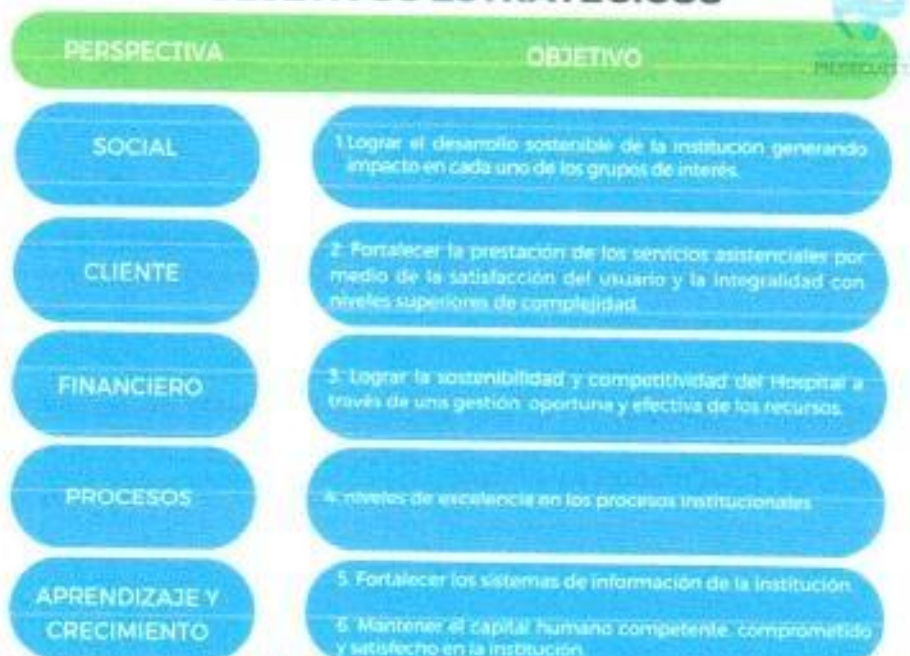 OBJETIVOS ESTRATÉGICOS
PERSPECTIVA
OBJETIVO
SOCIAL
1. Lograr el desarrollo sostenible de la institución generando
impacto en cada uno de los grupos de interés.
CLIENTE
2. Fortalecer la prestación de los servicios asistenciales por
medio de la satisfacción del usuario y la integralidad con
niveles superiores de complejidad.
FINANCIERO
3. Lograr la sostenibilidad y competitividad del Hospital a
través de una gestión oportuna y efectiva de los recursos.
PROCESOS
4. niveles de excelencia en los procesos institucionales
APRENDIZAJE Y
CRECIMIENTO
5. Fortalecer los sistemas de información de la institución.
6. Mantener el capital humano competente, comprometido
y satisfecho en la institución.